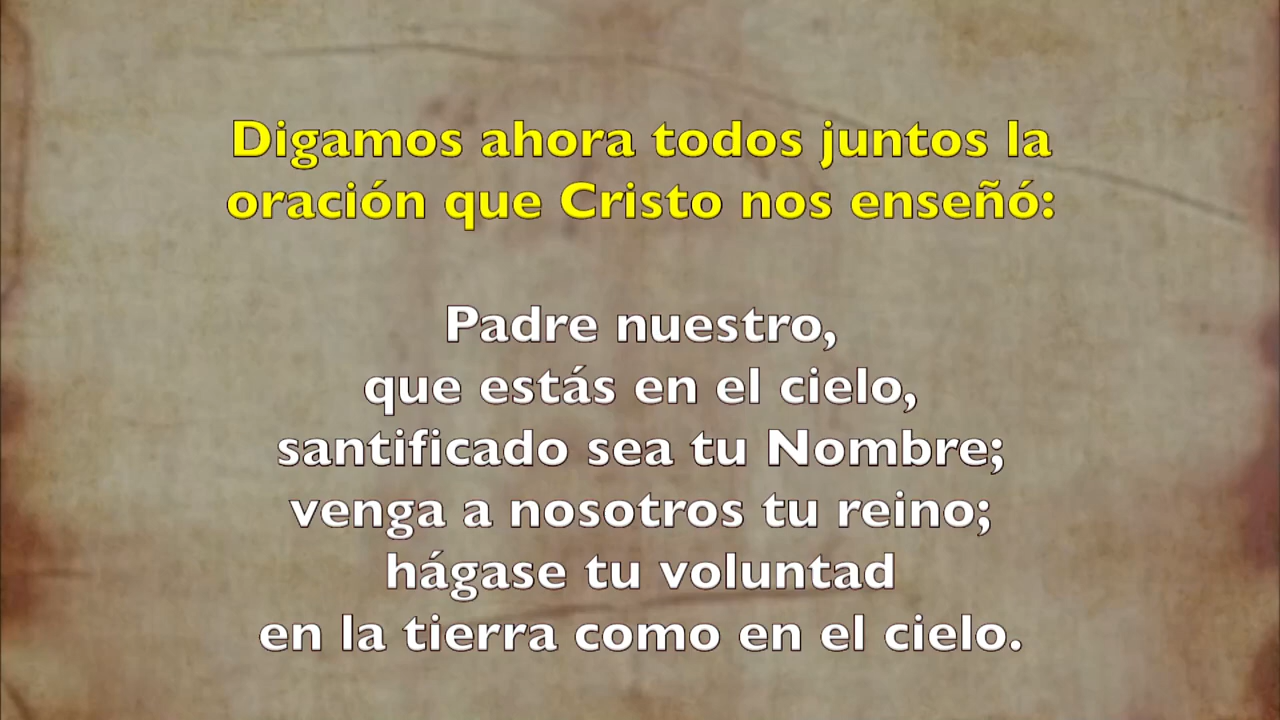 Digamos ahora todos juntos la
oración que Cristo nos enseñó:
Padre nuestro,
que estás en el cielo,
santificado sea tu Nombre;
venga a nosotros tu reino;
hágase tu voluntad
en la tierra como en el cielo.